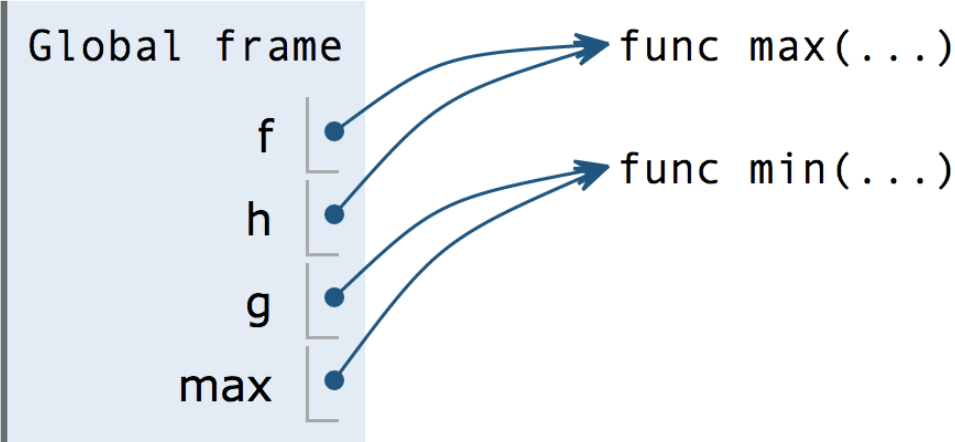 Global frame
func max(...)
f
func min(...)
h
g
max